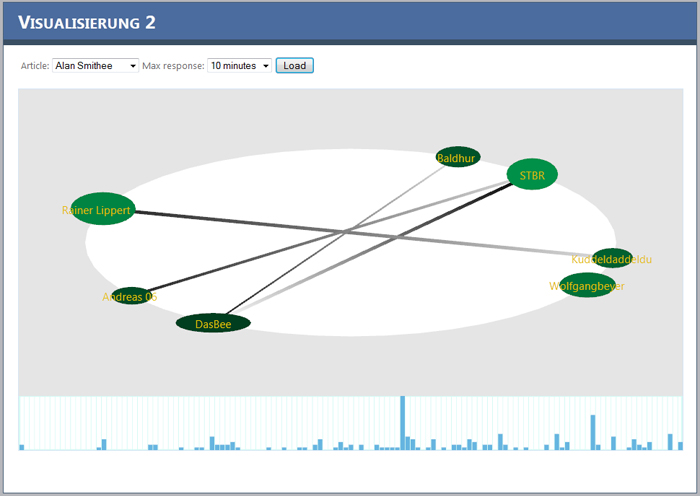 Visualisierung 2
Article: Alan Smithee Max response: 10 minutes Load
Baldhur
STBR
Rainer Lippert
Kuddeldaddeldu
Wolfgangbeyer
Andreas 06
DasBee